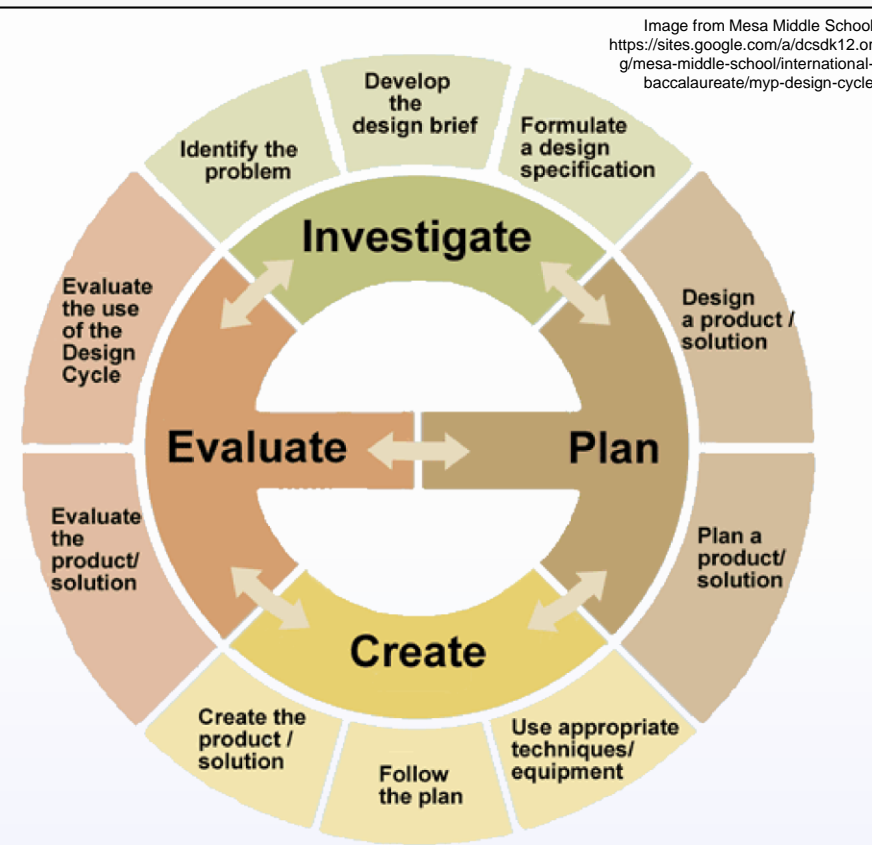 Image from Mesa Middle School
https://sites.google.com/a/dcsdk12.or
g/mesa-middle-school/international-
baccalaureate/myp-design-cycle
Identify the
problem
Develop
the
design brief
Formulate
a design
specification
Investigate
Evaluate
the use
of the
Design
Cycle
Design
a product /
solution
Evaluate
Plan
Evaluate
the
product/
solution
Plan a
product/
solution
Create
Create the
product /
solution
Follow
the plan
Use appropriate
techniques/
equipment